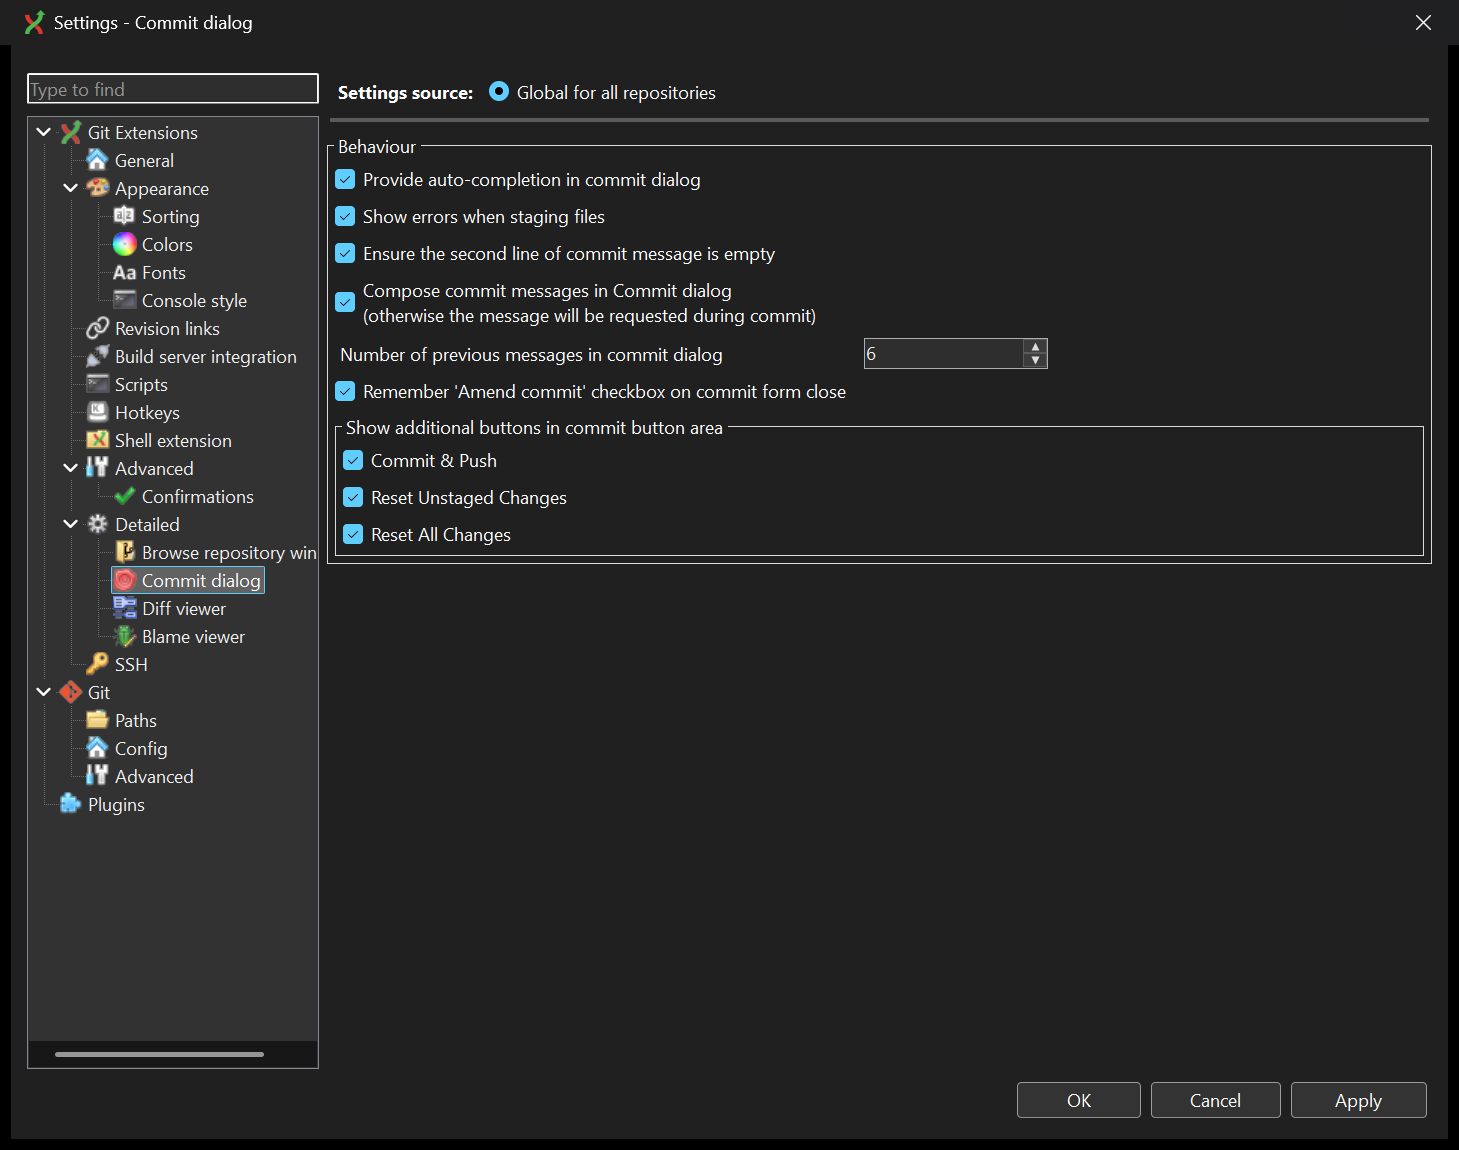 Settings - Commit dialog
Type to find
Git Extensions
General
Appearance
Sorting
Colors
Aa Fonts
Console style
Revision links
Build server integration
Scripts
Hotkeys
Shell extension
Advanced
Confirmations
Detailed
Browse repository win
Commit dialog
Diff viewer
Blame viewer
SSH
Git
Paths
Config
Advanced
Plugins
Settings source: Global for all repositories
Behaviour
Provide auto-completion in commit dialog
Show errors when staging files
Ensure the second line of commit message is empty
Compose commit messages in Commit dialog
(otherwise the message will be requested during commit)
Number of previous messages in commit dialog 6
Remember 'Amend commit' checkbox on commit form close
Show additional buttons in commit button area
Commit & Push
Reset Unstaged Changes
Reset All Changes
OK Cancel Apply